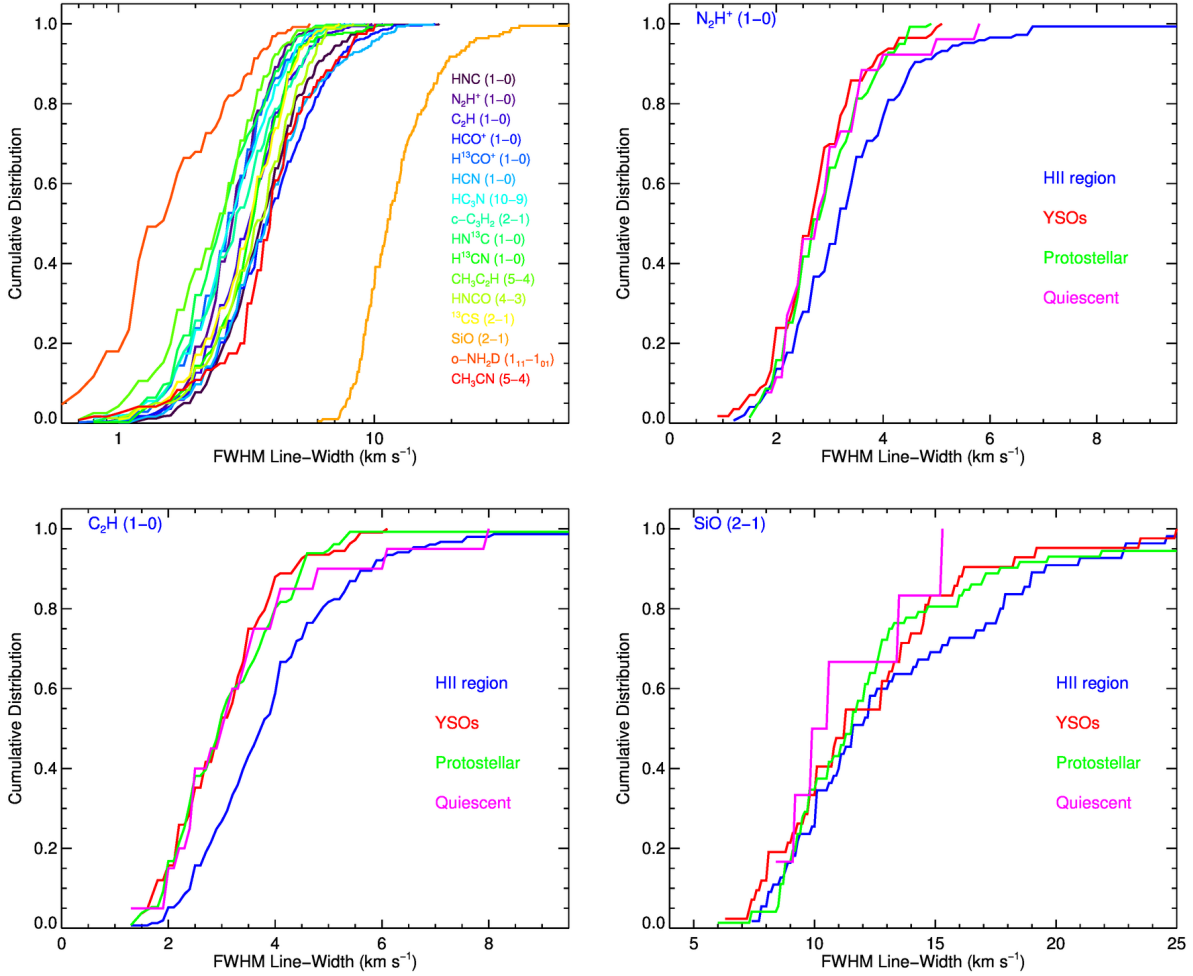 Cumulative Distribution
1.0
0.8
0.6
0.4
0.2
0.0
1
10
FWHM Line−Width (km s⁻¹)
HNC (1−0)
N₂H⁺ (1−0)
C₂H (1−0)
HCO⁺ (1−0)
H¹³CO⁺ (1−0)
HCN (1−0)
HC₃N (10−9)
c−C₃H₂ (2−1)
HN¹³C (1−0)
H¹³CN (1−0)
CH₃C₂H (5−4)
HNCO (4−3)
¹³CS (2−1)
SiO (2−1)
o−NH₂D (1₁₁−1₀₁)
CH₃CN (5−4)
N₂H⁺ (1−0)
Cumulative Distribution
1.0
0.8
0.6
0.4
0.2
0.0
0
2
4
6
8
FWHM Line−Width (km s⁻¹)
HII region
YSOs
Protostellar
Quiescent
C₂H (1−0)
Cumulative Distribution
1.0
0.8
0.6
0.4
0.2
0.0
0
2
4
6
8
FWHM Line−Width (km s⁻¹)
HII region
YSOs
Protostellar
Quiescent
SiO (2−1)
Cumulative Distribution
1.0
0.8
0.6
0.4
0.2
0.0
5
10
15
20
25
FWHM Line−Width (km s⁻¹)
HII region
YSOs
Protostellar
Quiescent